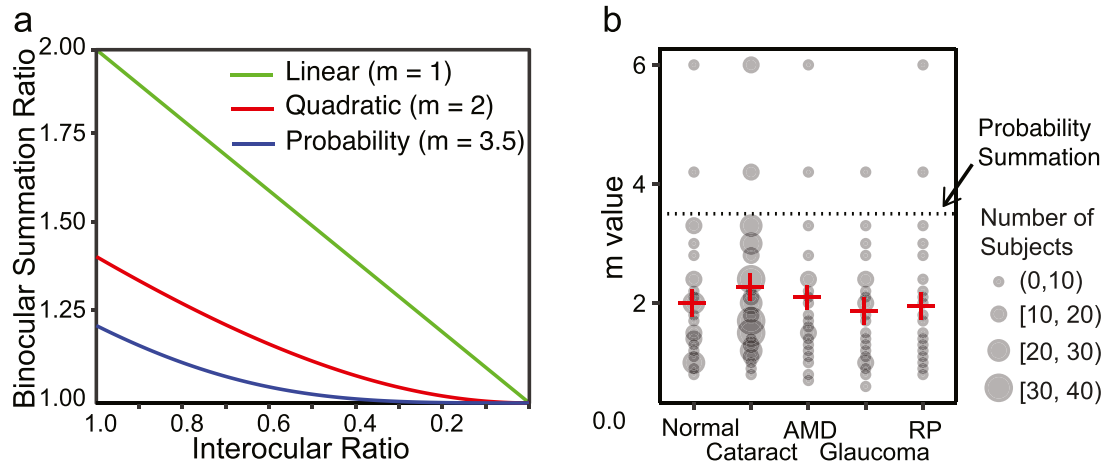 a
Binocular Summation Ratio
2.00
1.75
1.50
1.25
1.00
Linear (m = 1)
Quadratic (m = 2)
Probability (m = 3.5)
1.0
0.8
0.6
0.4
0.2
Interocular Ratio
b
m value
6
4
2
0.0
Normal
Cataract
AMD
Glaucoma
RP
Probability
Summation
Number of
Subjects
(0,10)
[10, 20)
[20, 30)
[30, 40)